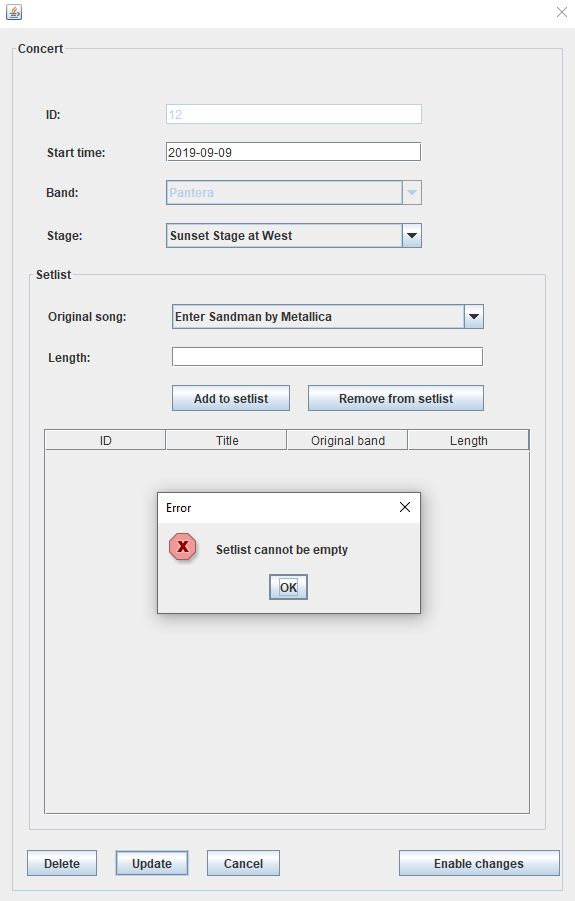 Concert
ID: 12
Start time: 2019-09-09
Band: Pantera
Stage: Sunset Stage at West
Setlist
Original song: Enter Sandman by Metallica
Length:
Add to setlist Remove from setlist
ID Title Original band Length
Error
Setlist cannot be empty
OK
Delete Update Cancel Enable changes